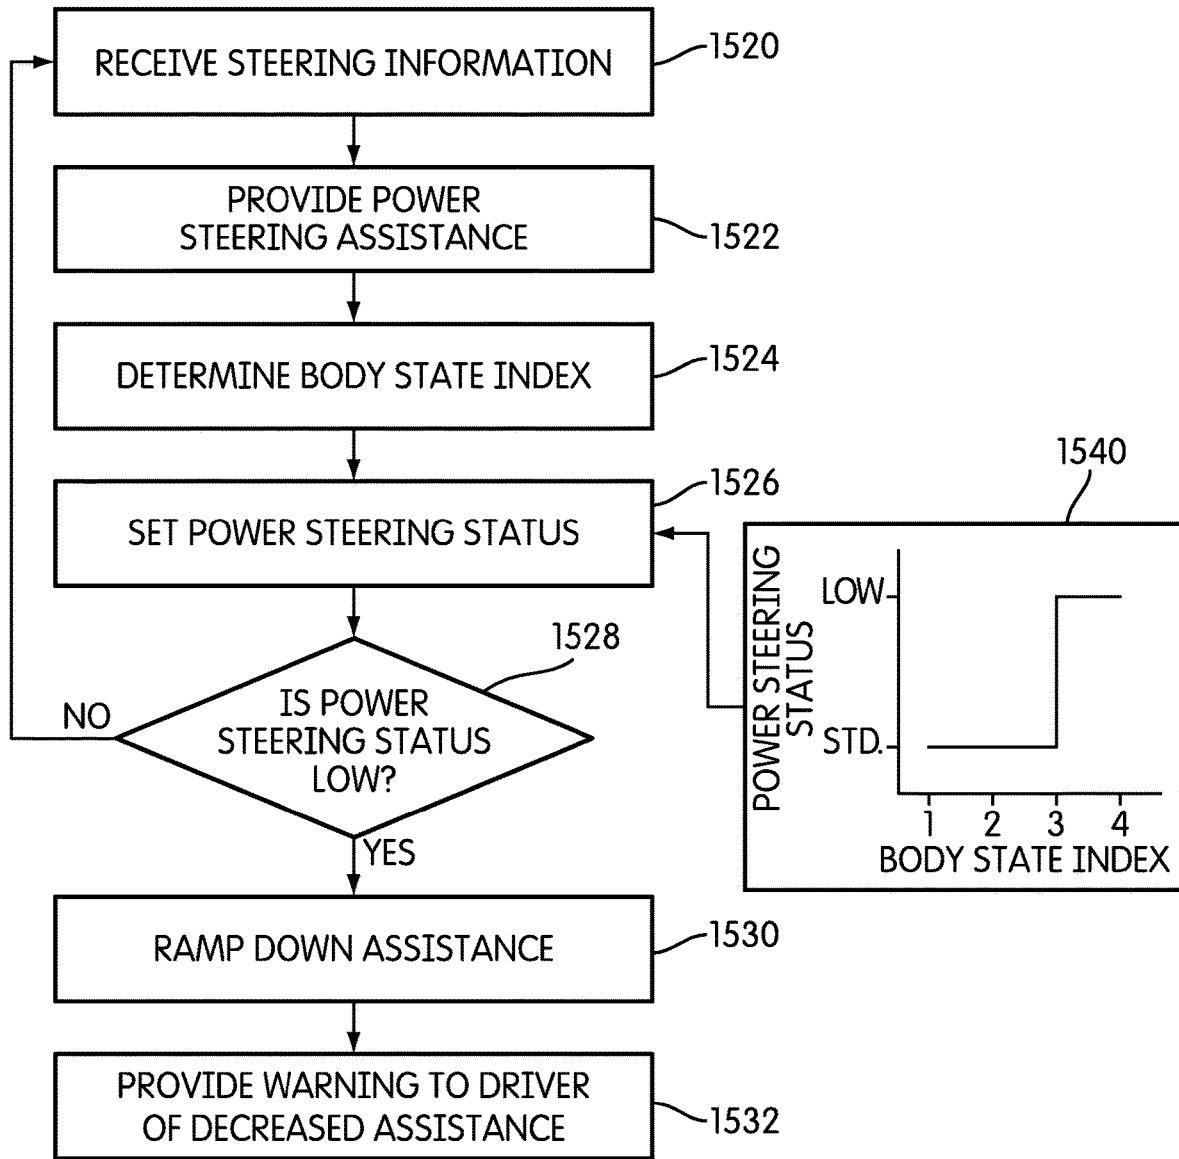 RECEIVE STEERING INFORMATION
1520
PROVIDE POWER
STEERING ASSISTANCE
1522
DETERMINE BODY STATE INDEX
1524
SET POWER STEERING STATUS
1526
IS POWER
STEERING STATUS
LOW?
1528
NO
YES
RAMP DOWN ASSISTANCE
1530
PROVIDE WARNING TO DRIVER
OF DECREASED ASSISTANCE
1532
1540
POWER STEERING
STATUS
LOW
STD.
1 2 3 4
BODY STATE INDEX